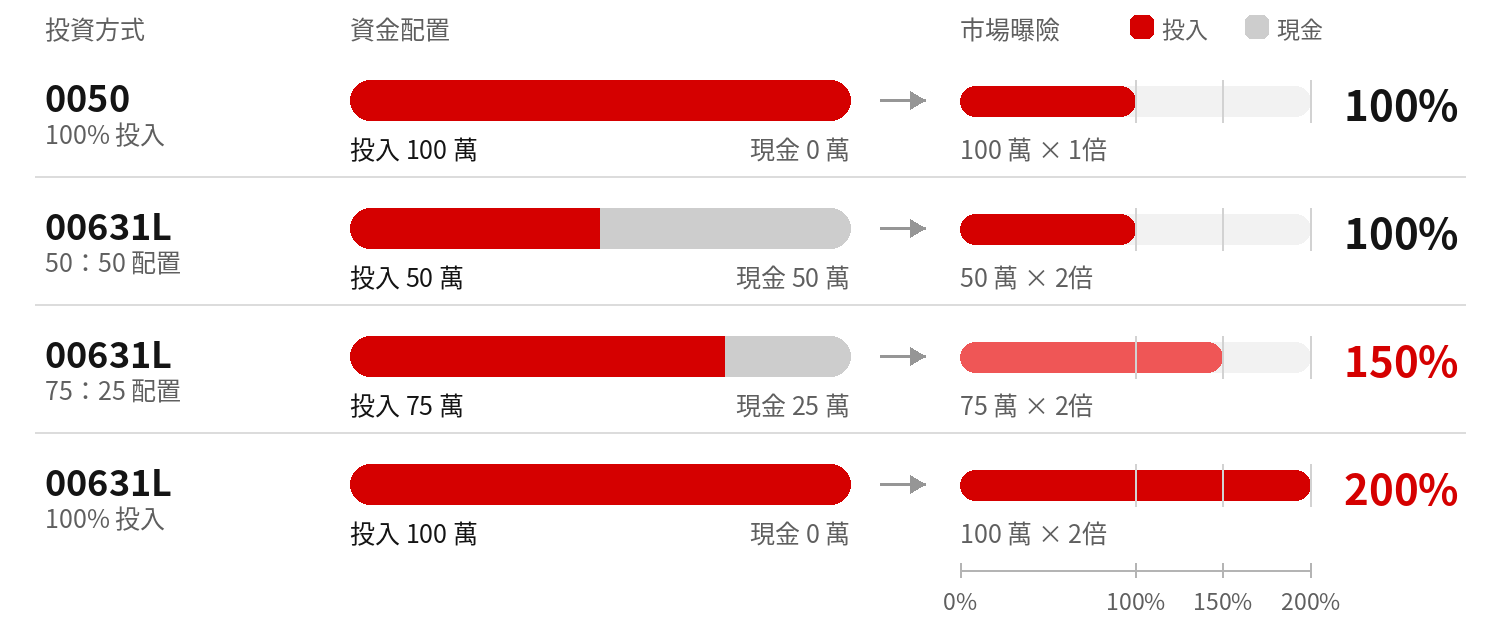 投資方式
資金配置
市場曝險
投入
現金
0050
100% 投入
投入 100 萬
現金 0 萬
100 萬 × 1倍
100%
00631L
50：50 配置
投入 50 萬
現金 50 萬
50 萬 × 2倍
100%
00631L
75：25 配置
投入 75 萬
現金 25 萬
75 萬 × 2倍
150%
00631L
100% 投入
投入 100 萬
現金 0 萬
100 萬 × 2倍
200%
0%
100%
150%
200%